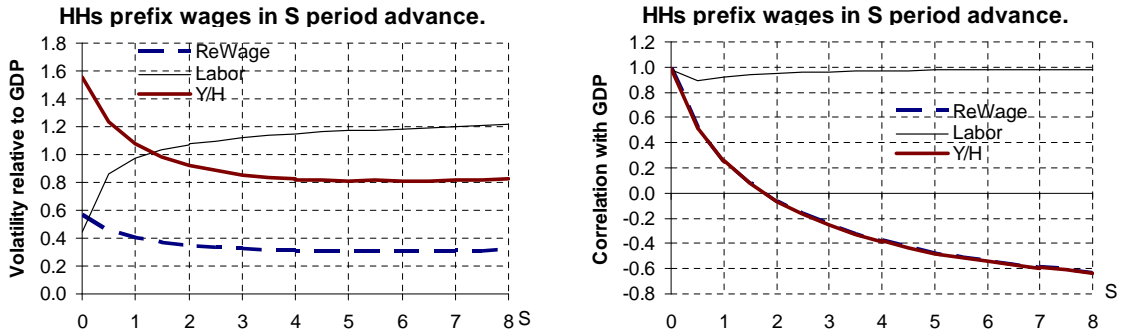 HHs prefix wages in S period advance.
Volatility relative to GDP
1.8
1.6
1.4
1.2
1.0
0.8
0.6
0.4
0.2
0.0
ReWage
Labor
Y/H
0 1 2 3 4 5 6 7 8 S
HHs prefix wages in S period advance.
Correlation with GDP
1.2
1.0
0.8
0.6
0.4
0.2
0.0
-0.2
-0.4
-0.6
-0.8
ReWage
Labor
Y/H
S
0 1 2 3 4 5 6 7 8